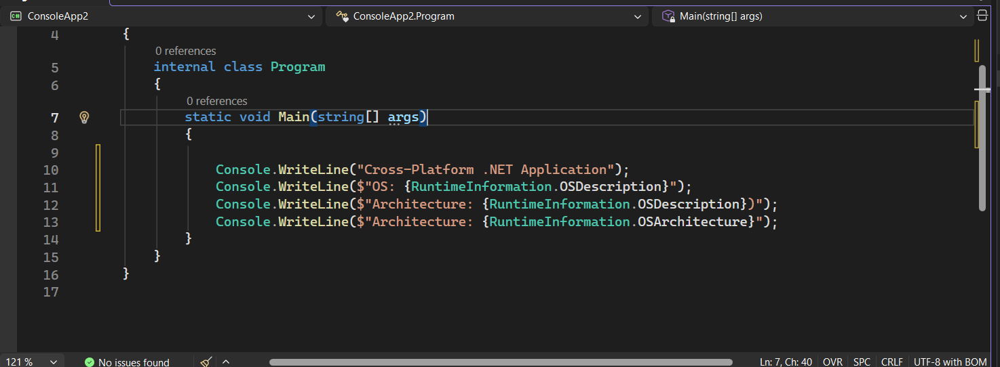 ConsoleApp2 ConsoleApp2.Program Main(string[] args)
4 {
0 references
5 internal class Program
6 {
0 references
7 static void Main(string[] args)
8 {
9
10 Console.WriteLine("Cross-Platform .NET Application");
11 Console.WriteLine($"OS: {RuntimeInformation.OSDescription}");
12 Console.WriteLine($"Architecture: {RuntimeInformation.OSDescription})");
13 Console.WriteLine($"Architecture: {RuntimeInformation.OSArchitecture}");
14 }
15 }
16 }
17
121 % No issues found Ln: 7, Ch: 40 OVR SPC CRLF UTF-8 with BOM